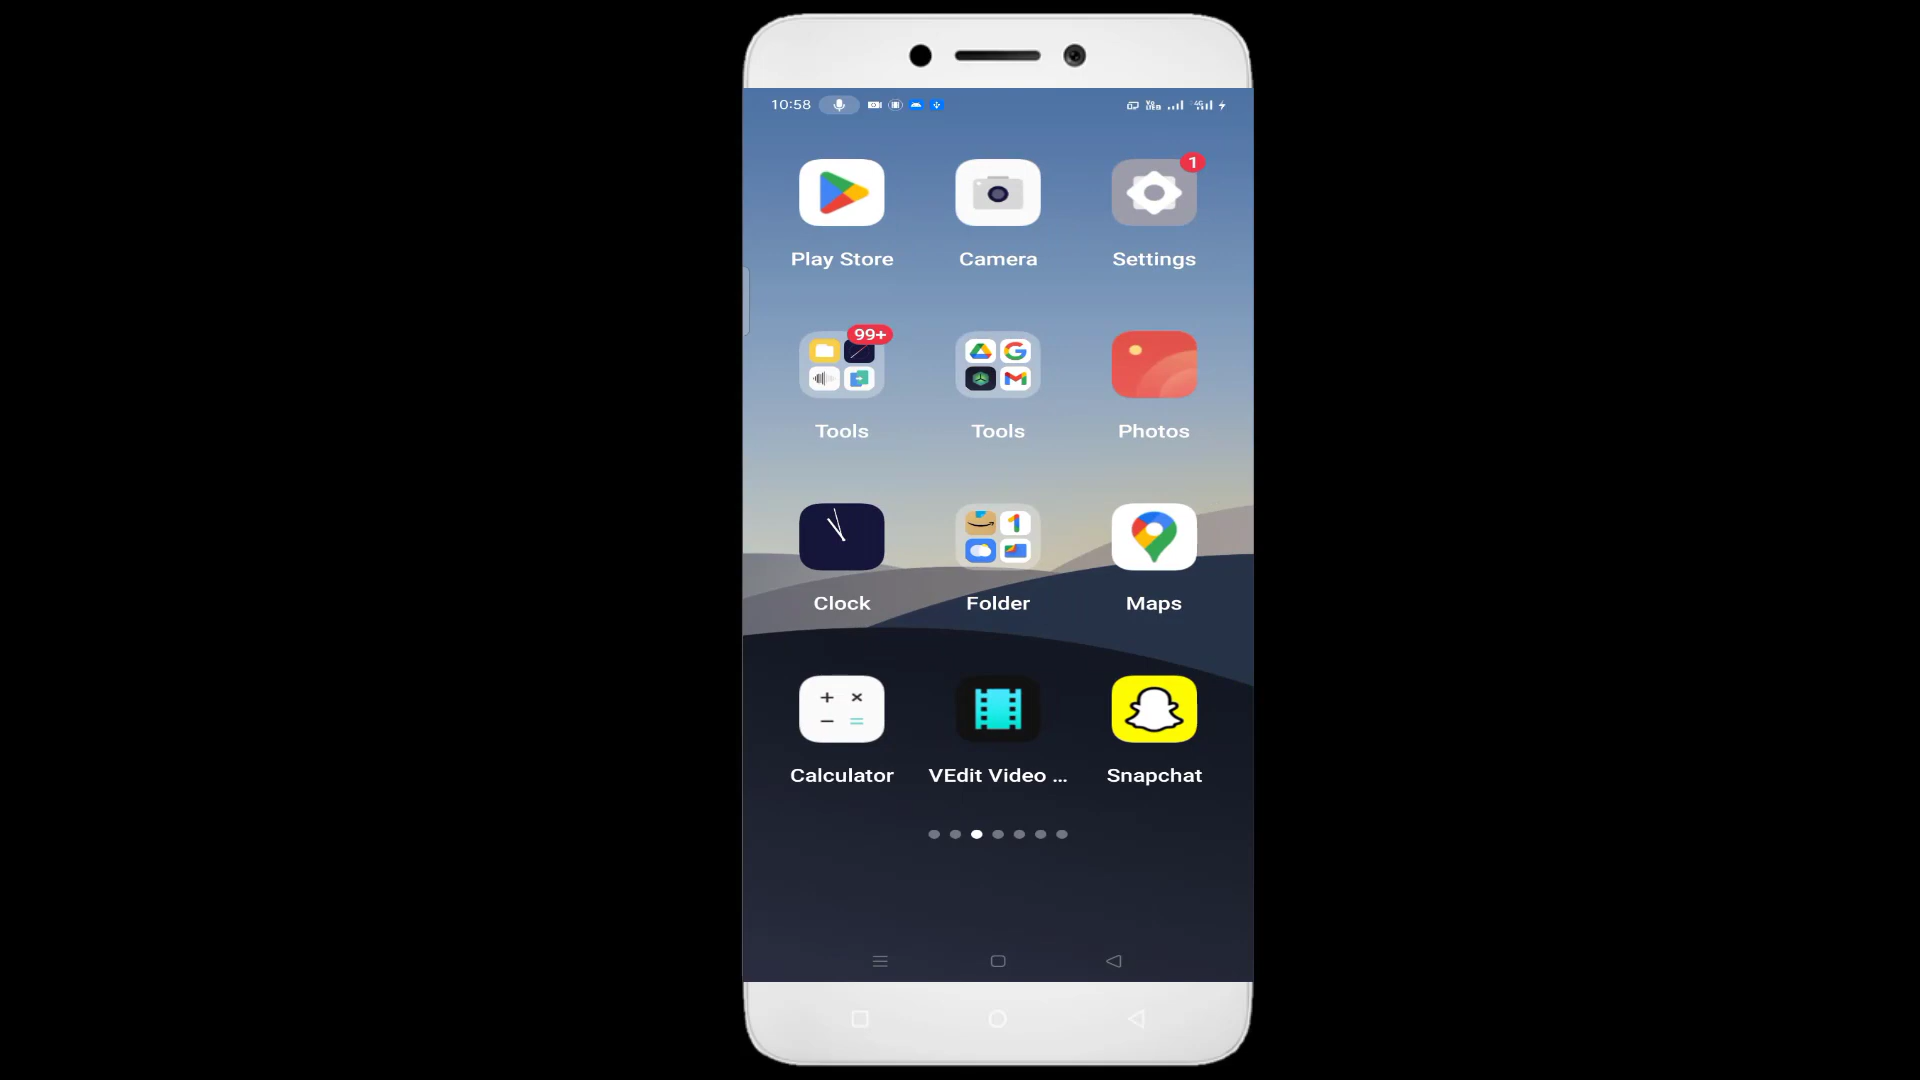 10:58
Play Store
Camera
1
Settings
99+
Tools
Tools
Photos
Clock
Folder
Maps
Calculator
VEdit Video ...
Snapchat